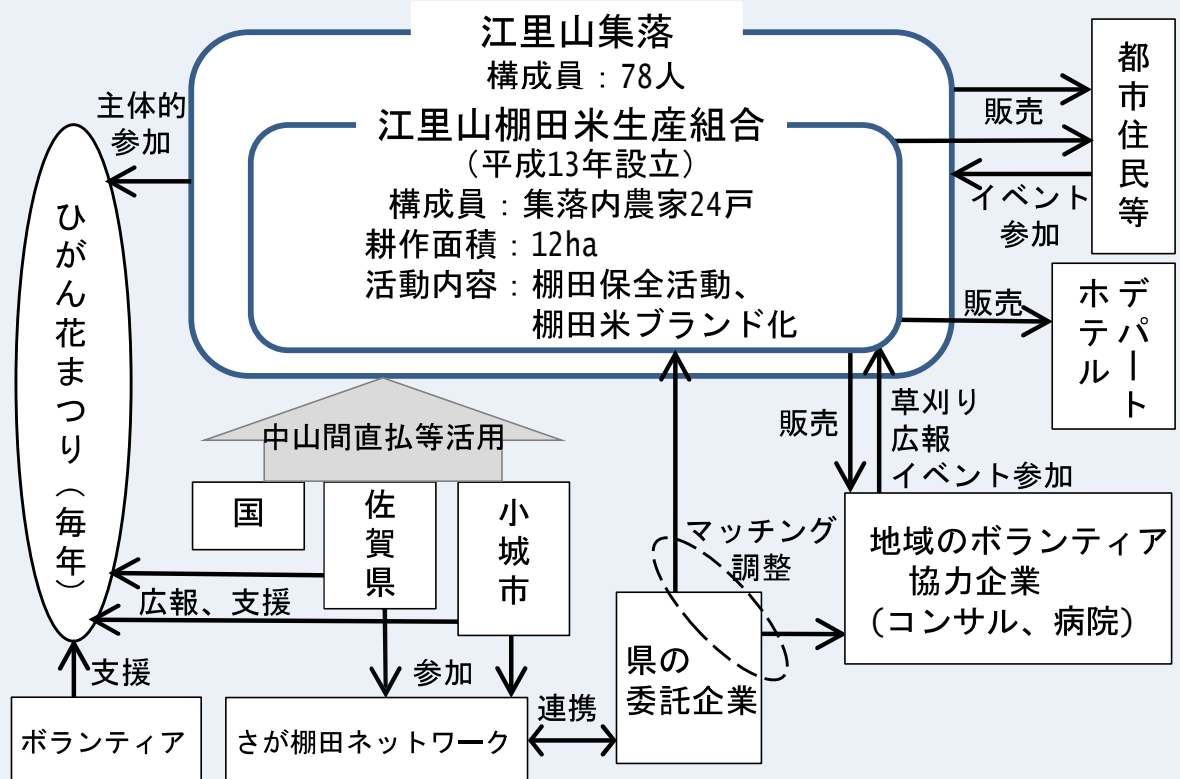 江里山集落
構成員：78人
江里山棚田米生産組合
（平成13年設立）
構成員：集落内農家24戸
耕作面積：12ha
活動内容：棚田保全活動、
棚田米ブランド化
主体的
参加
ひがん花まつり（毎年）
販売
イベント
参加
都市住民等
販売
デパート
ホテル
中山間直払等活用
国
佐賀県
小城市
販売
草刈り
広報
イベント参加
マッチング
調整
地域のボランティア
協力企業
（コンサル、病院）
広報、支援
支援
参加
連携
県の
委託企業
ボランティア
さが棚田ネットワーク